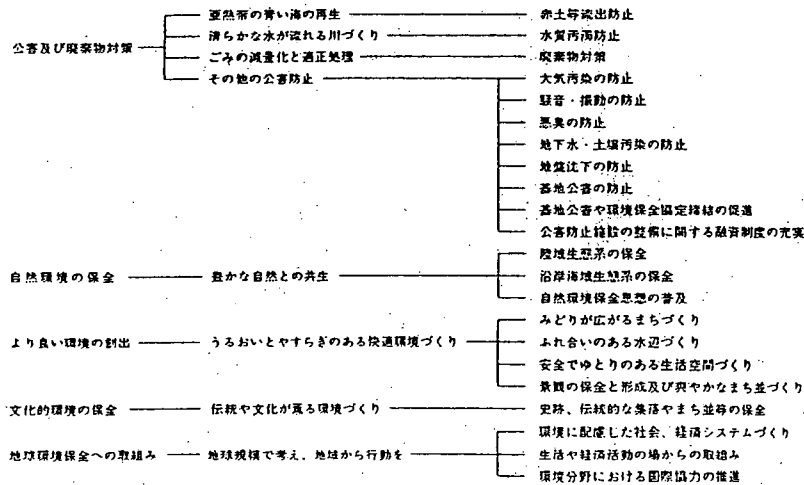 亜熱帯の青い海の再生 赤土等流出防止
清らかな水が流れる川づくり 水質汚濁防止
公害及び廃棄物対策
ごみの減量化と適正処理 廃棄物対策
その他の公害防止 大気汚染の防止
騒音・振動の防止
悪臭の防止
地下水・土壌汚染の防止
地盤沈下の防止
基地公害の防止
基地公害や環境保全協定締結の促進
公害防止施設の整備に関する融資制度の充実
陸域生態系の保全
自然環境の保全 豊かな自然との共生 沿岸海域生態系の保全
自然環境保全思想の普及
みどりが広がるまちづくり
より良い環境の創出 うるおいとやすらぎのある快適環境づくり ふれ合いのある水辺づくり
安全でゆとりのある生活空間づくり
景観の保全と形成及び爽やかなまち並づくり
文化的環境の保全 伝統や文化が薫る環境づくり 史跡、伝統的な集落やまち並等の保全
環境に配慮した社会、経済システムづくり
地球環境保全への取組み 地球規模で考え、地域から行動を 生活や経済活動の場からの取組み
環境分野における国際協力の推進